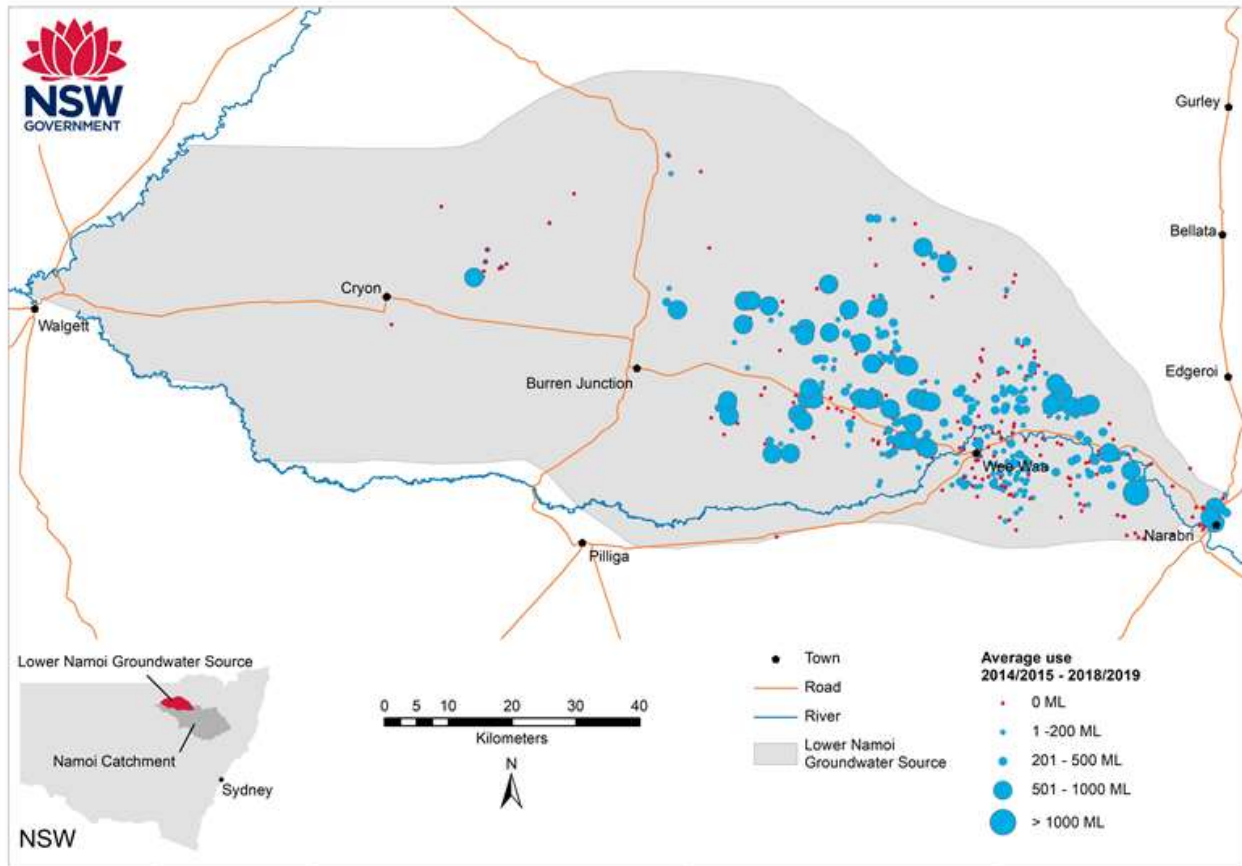 NSW
GOVERNMENT
Gurley
Bellata
Cryon
Walgett
Burren Junction
Edgeroi
Wee Waa
Narabri
Pilliga
Lower Namoi Groundwater Source
Namoi Catchment
Sydney
NSW
0 5 10 20 30 40
Kilometers
N
Town
Road
River
Lower Namoi
Groundwater Source
Average use
2014/2015 - 2018/2019
0 ML
1 -200 ML
201 - 500 ML
501 - 1000 ML
> 1000 ML